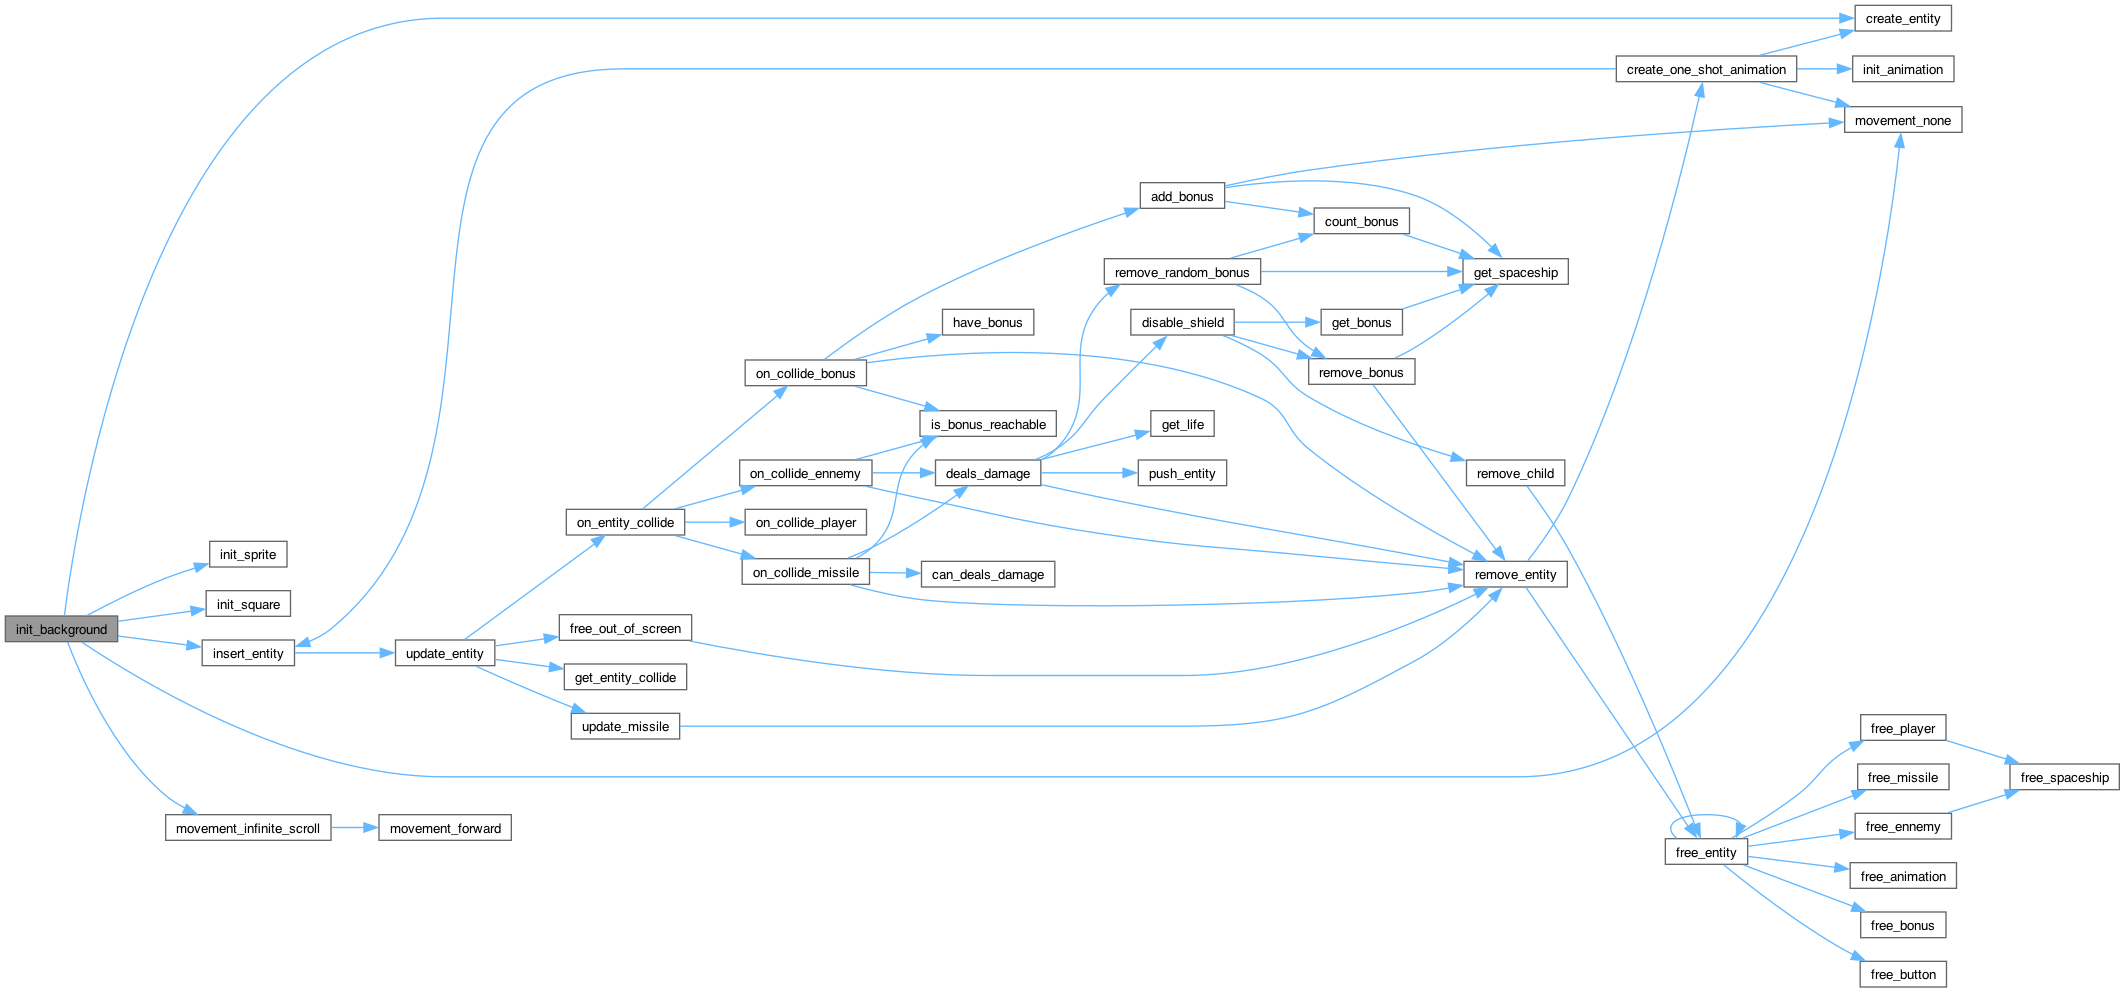 create_entity
create_one_shot_animation
init_animation
movement_none
add_bonus
count_bonus
remove_random_bonus
get_spaceship
have_bonus
disable_shield
get_bonus
on_collide_bonus
remove_bonus
is_bonus_reachable
get_life
on_collide_ennemy
deals_damage
push_entity
remove_child
on_entity_collide
on_collide_player
init_sprite
on_collide_missile
can_deals_damage
remove_entity
init_square
init_background
free_out_of_screen
insert_entity
update_entity
get_entity_collide
update_missile
free_player
free_missile
free_spaceship
movement_infinite_scroll
movement_forward
free_ennemy
free_entity
free_animation
free_bonus
free_button